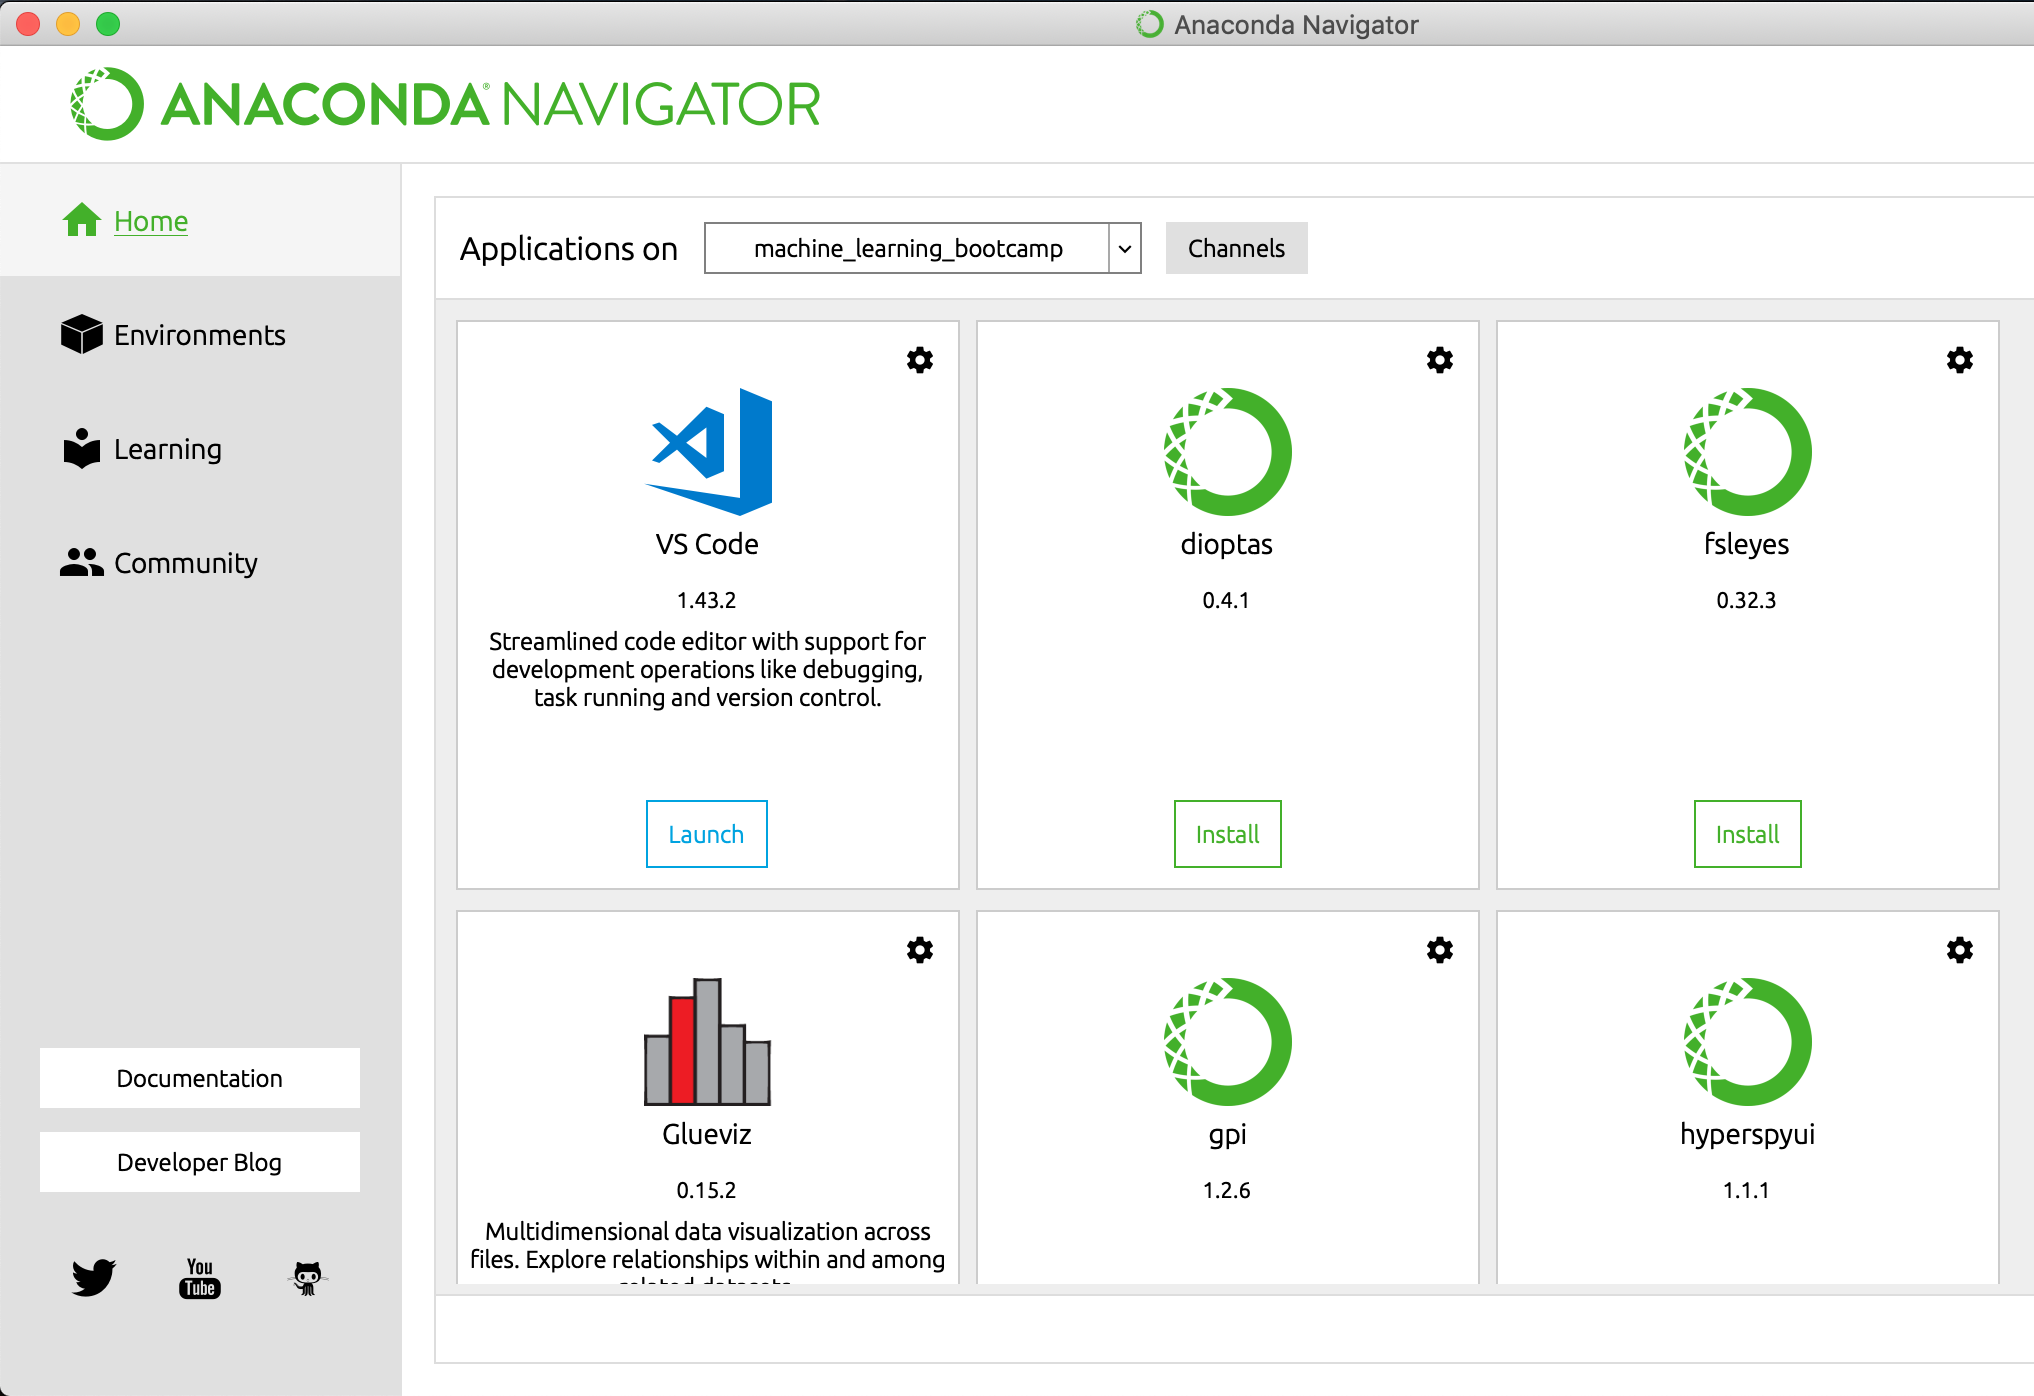 Anaconda Navigator
ANACONDA® NAVIGATOR
Home
Environments
Learning
Community
Documentation
Developer Blog
You
Tube
Applications on machine_learning_bootcamp Channels
VS Code
1.43.2
Streamlined code editor with support for
development operations like debugging,
task running and version control.
Launch
dioptas
0.4.1
Install
fsleyes
0.32.3
Install
Glueviz
0.15.2
Multidimensional data visualization across
files. Explore relationships within and among
related datasets
gpi
1.2.6
hyperspyui
1.1.1